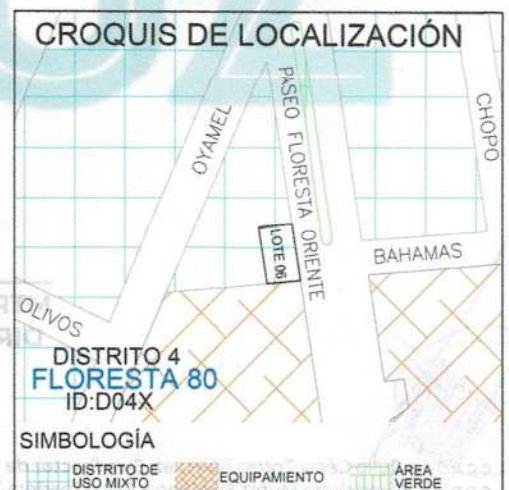 CROQUIS DE LOCALIZACIÓN
PASEO FLORESTA ORIENTE
OYAMEL
CHOPO
LOTE 06
BAHAMAS
OLIVOS
DISTRITO 4
FLORESTA 80
ID:D04X
SIMBOLOGÍA
DISTRITO DE
USO MIXTO
EQUIPAMIENTO
ÁREA
VERDE